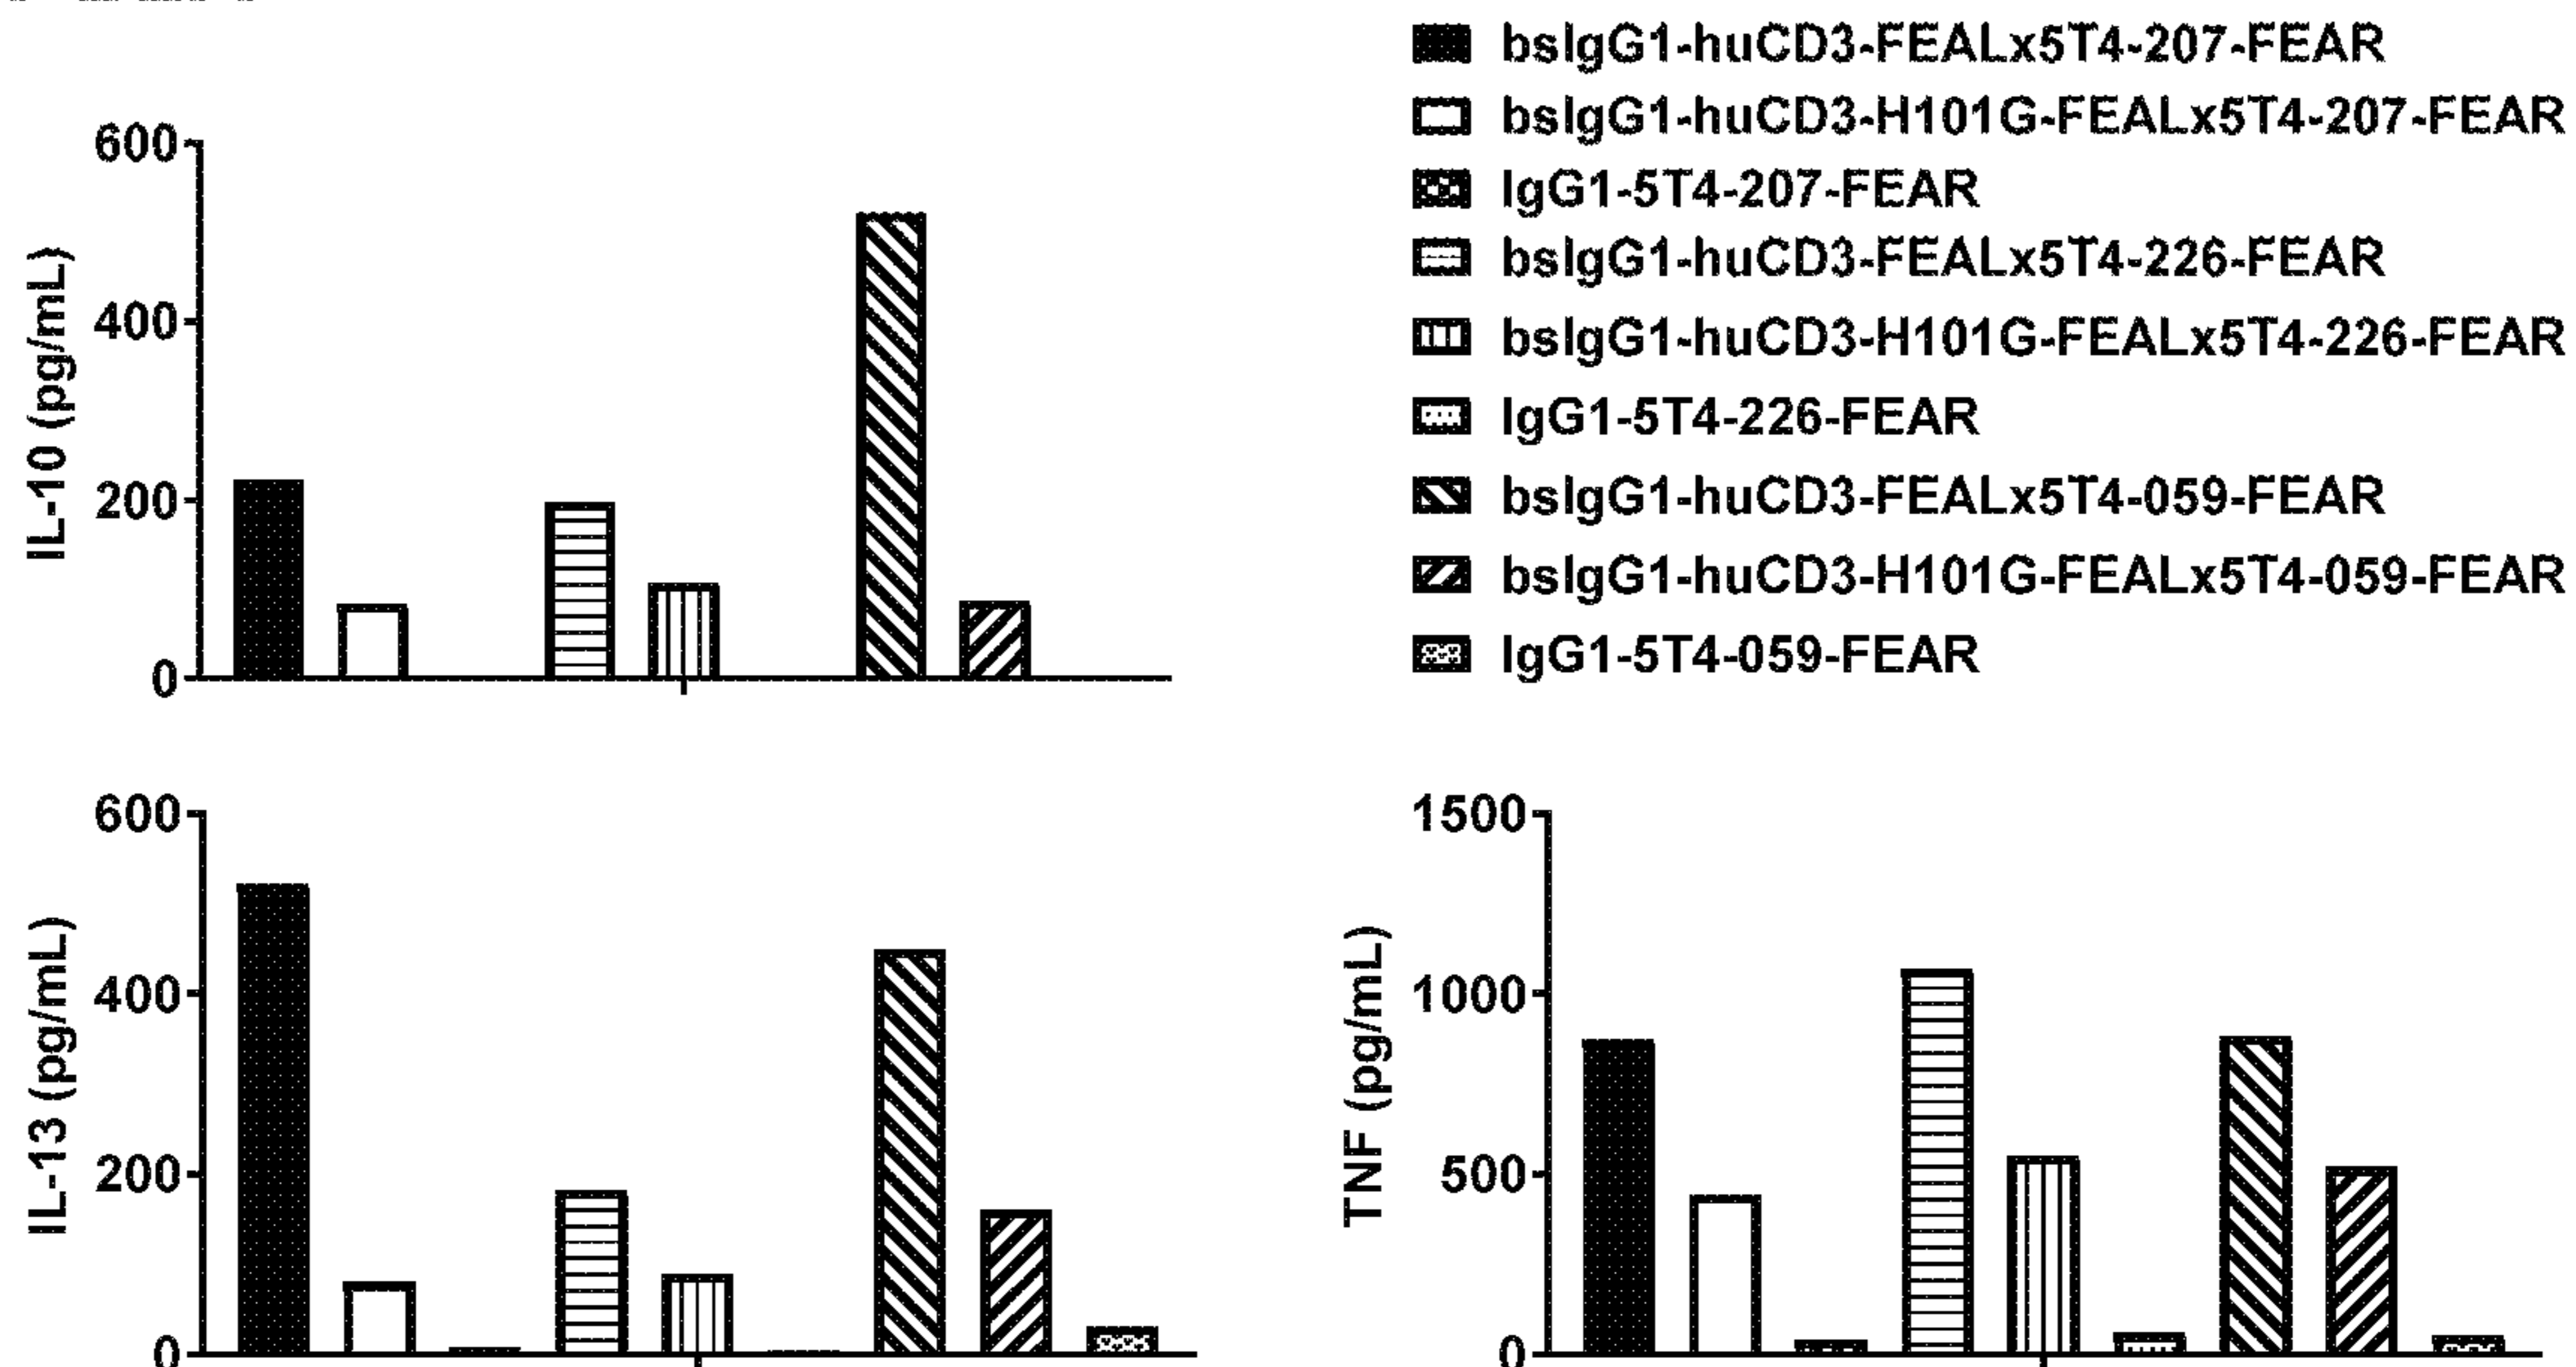 bsIgG1-huCD3-FEALx5T4-207-FEAR
bsIgG1-huCD3-H101G-FEALx5T4-207-FEAR
IgG1-5T4-207-FEAR
bsIgG1-huCD3-FEALx5T4-226-FEAR
bsIgG1-huCD3-H101G-FEALx5T4-226-FEAR
IgG1-5T4-226-FEAR
bsIgG1-huCD3-FEALx5T4-059-FEAR
bsIgG1-huCD3-H101G-FEALx5T4-059-FEAR
IgG1-5T4-059-FEAR
IL-10 (pg/mL)
600
400
200
0
IL-13 (pg/mL)
600
400
200
0
TNF (pg/mL)
1500
1000
500
0